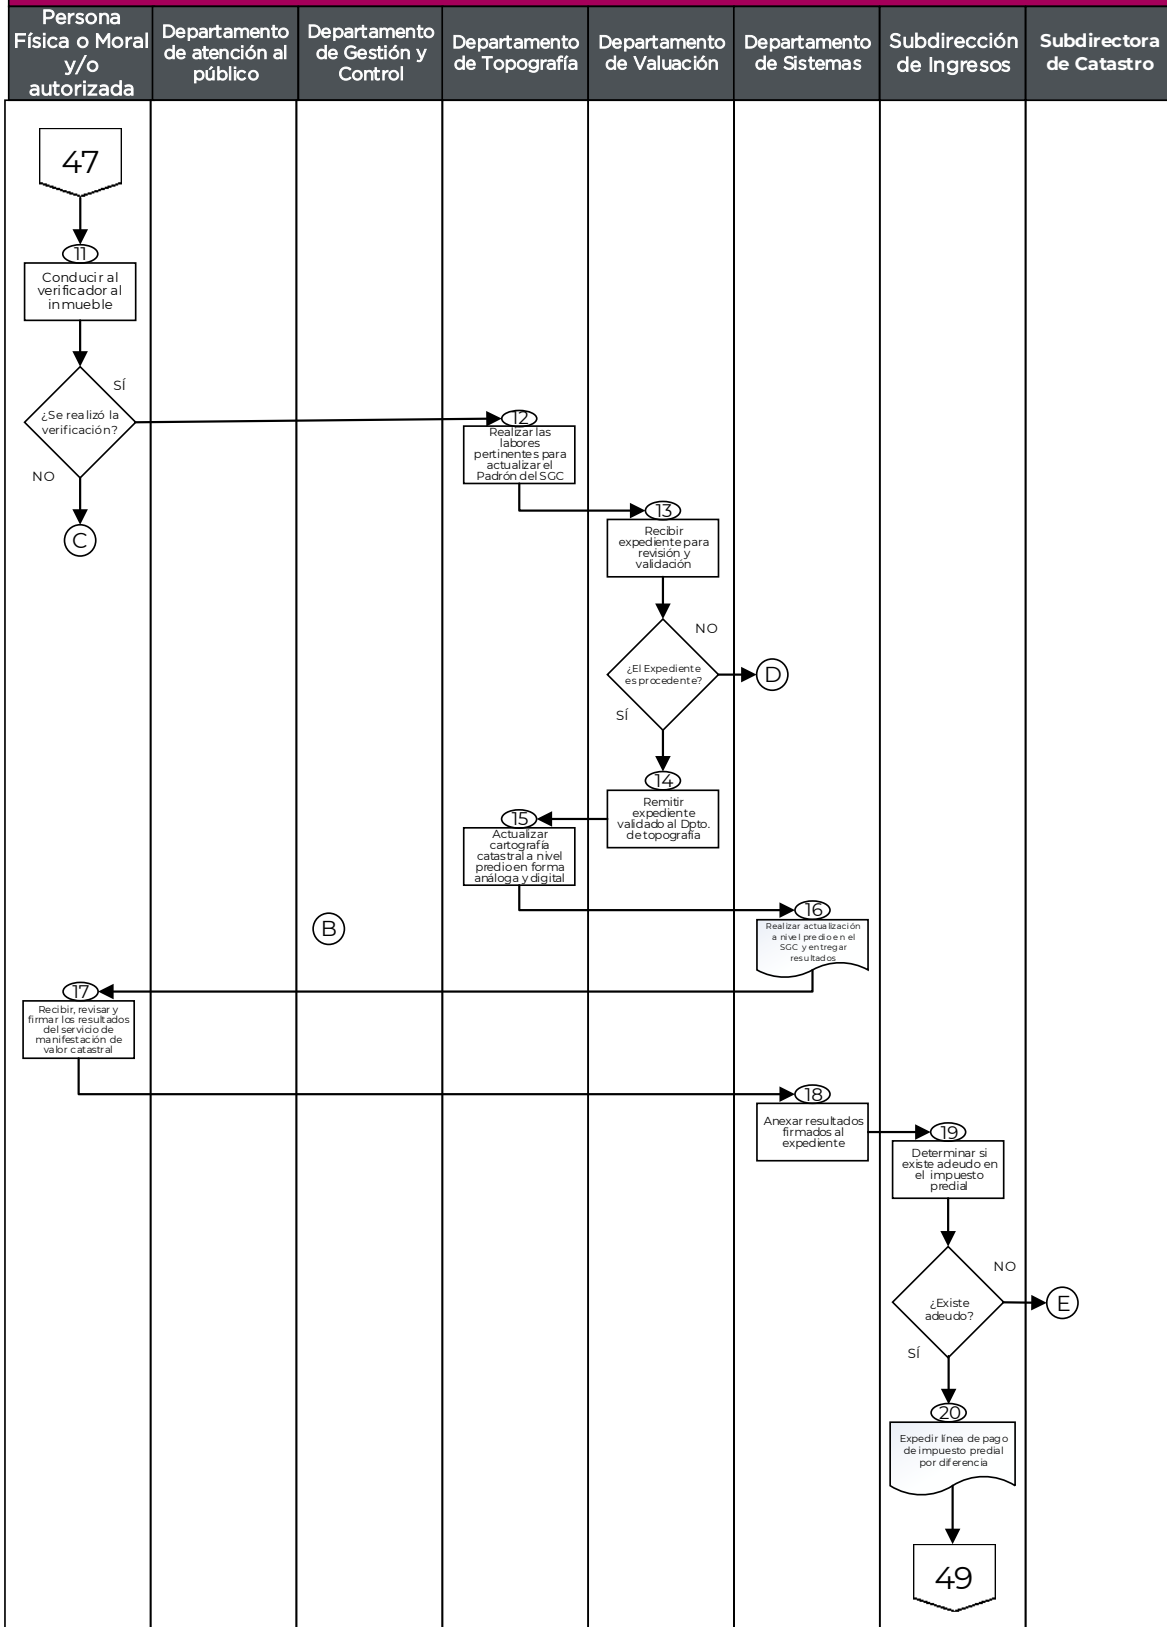 Persona
Física o Moral
y/o
autorizada
Departamento
de atención al
público
Departamento
de Gestión y
Control
Departamento
de Topografía
Departamento
de Valuación
Departamento
de Sistemas
Subdirección
de Ingresos
Subdirectora
de Catastro
47
11
Conducir al
verificador al
inmueble
SÍ
¿Se realizó la
verificación?
NO
C
12
Realizar las
labores
pertinentes para
actualizar el
Padrón del SGC
13
Recibir
expediente para
revisión y
validación
NO
¿El Expediente
es procedente?
D
SÍ
14
Remitir
expediente
validado al Dpto.
de topografía
15
Actualizar
cartografía
catastral a nivel
predio en forma
análoga y digital
B
16
Realizar actualización
a nivel predio en el
SGC y entregar
resultados
17
Recibir, revisar y
firmar los resultados
del servicio de
manifestación de
valor catastral
18
Anexar resultados
firmados al
expediente
19
Determinar si
existe adeudo en
el impuesto
predial
NO
¿Existe
adeudo?
E
SÍ
20
Expedir línea de pago
de impuesto predial
por diferencia
49